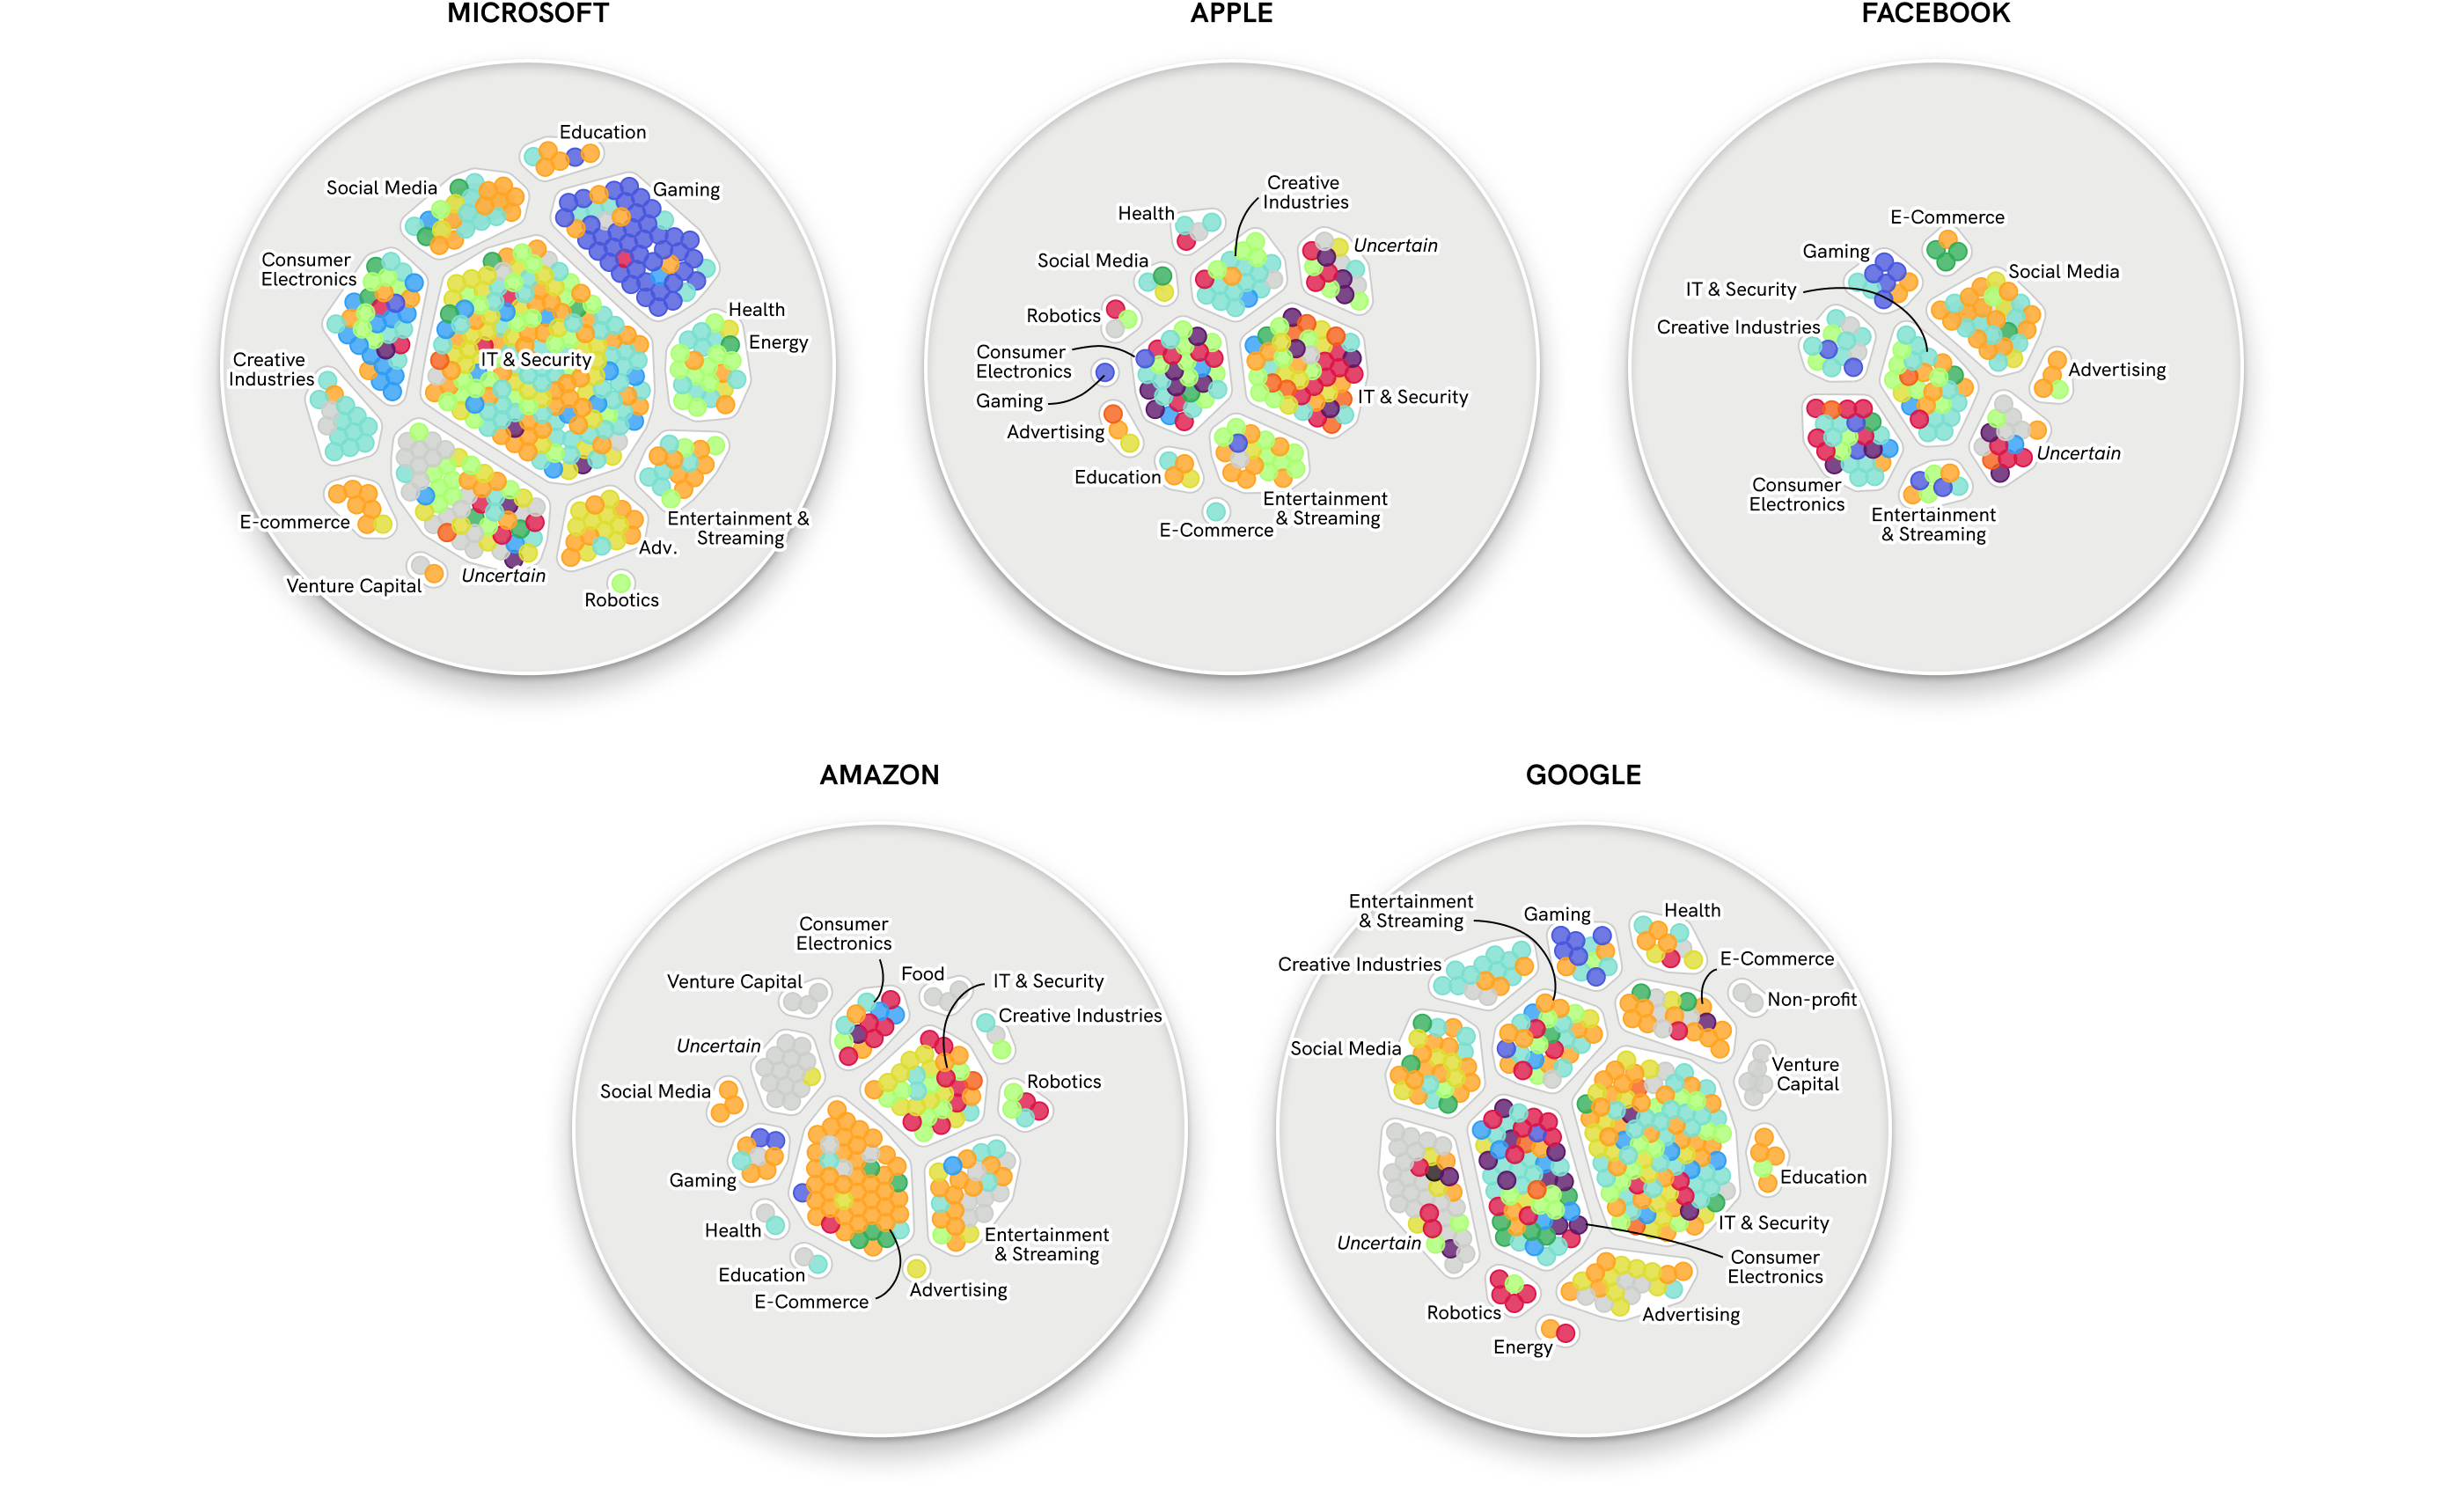 MICROSOFT
Education
Social Media
Gaming
Consumer
Electronics
Health
Energy
IT & Security
Creative
Industries
E-commerce
Entertainment &
Streaming
Adv.
Venture Capital
Uncertain
Robotics
APPLE
Creative
Industries
Health
Uncertain
Social Media
Robotics
Consumer
Electronics
Gaming
IT & Security
Advertising
Education
Entertainment
& Streaming
E-Commerce
FACEBOOK
E-Commerce
Gaming
Social Media
IT & Security
Creative Industries
Advertising
Uncertain
Consumer
Electronics
Entertainment
& Streaming
AMAZON
Consumer
Electronics
Venture Capital
Food
IT & Security
Creative Industries
Uncertain
Social Media
Robotics
Gaming
Health
Entertainment
& Streaming
Education
Advertising
E-Commerce
GOOGLE
Entertainment
& Streaming
Gaming
Health
Creative Industries
E-Commerce
Non-profit
Social Media
Venture
Capital
Education
IT & Security
Uncertain
Consumer
Electronics
Robotics
Advertising
Energy